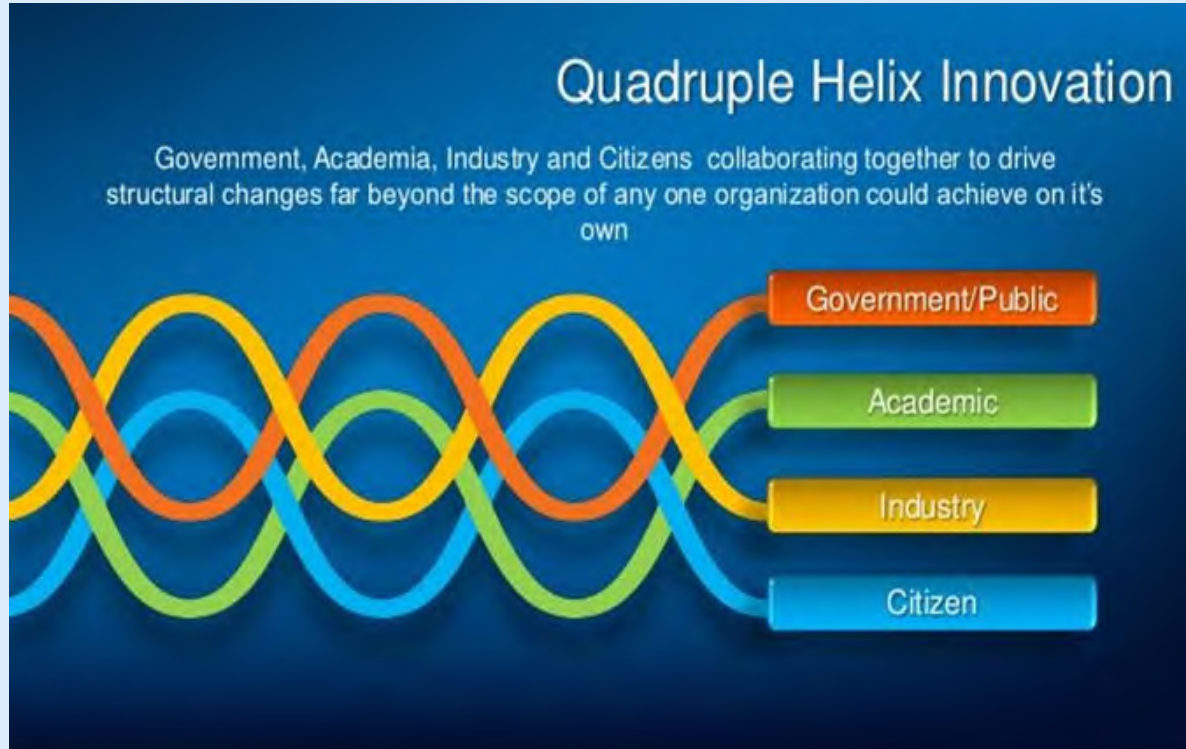 Quadruple Helix Innovation
Government, Academia, Industry and Citizens collaborating together to drive
structural changes far beyond the scope of any one organization could achieve on it's
own
Government/Public
Academic
Industry
Citizen